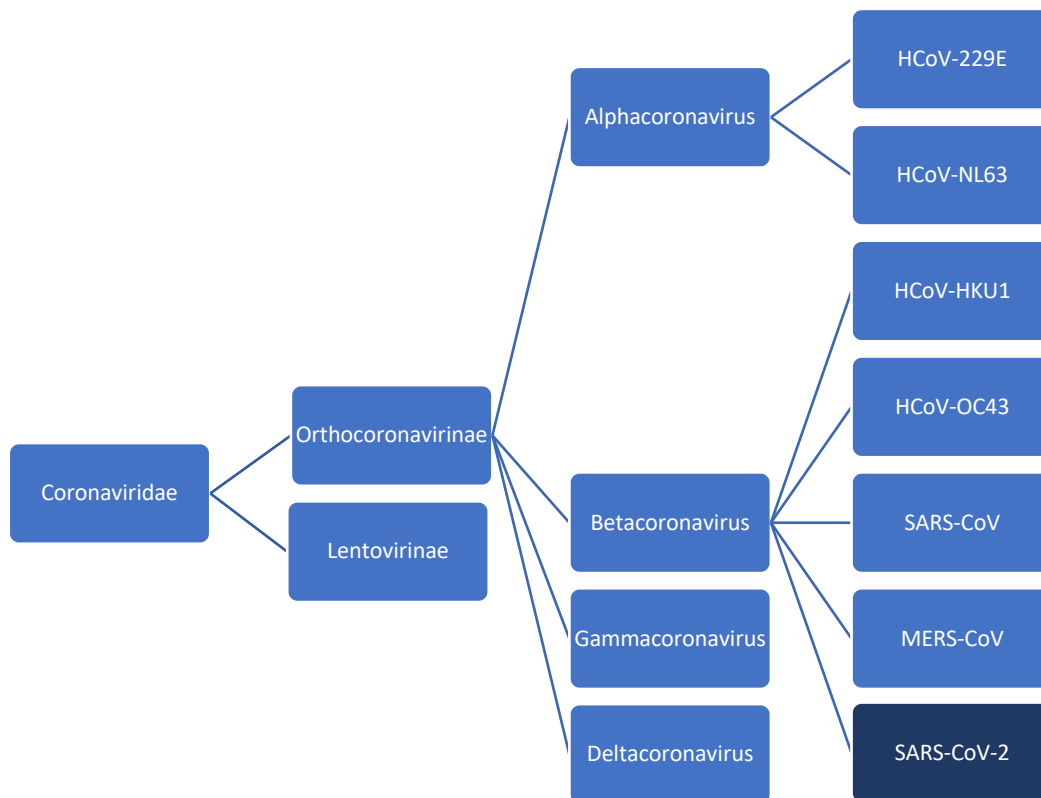 HCoV-229E
Alphacoronavirus
HCoV-NL63
HCoV-HKU1
HCoV-OC43
Orthocoronavirinae
Coronaviridae
Lentovirinae
Betacoronavirus
SARS-CoV
Gammacoronavirus
MERS-CoV
Deltacoronavirus
SARS-CoV-2